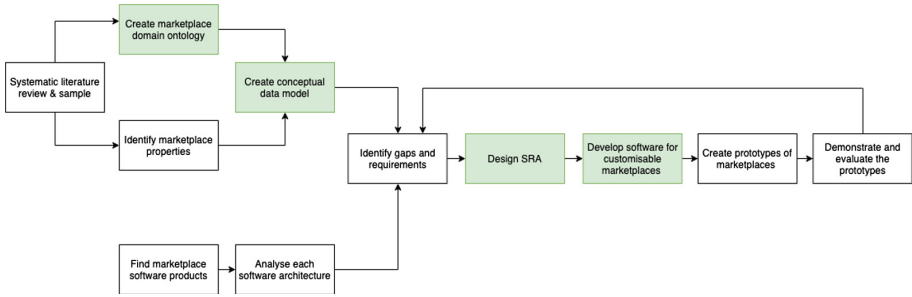 Create marketplace
domain ontology
Systematic literature
review & sample
Create conceptual
data model
Identify marketplace
properties
Identify gaps and
requirements
Design SRA
Develop software for
customisable
marketplaces
Create prototypes of
marketplaces
Demonstrate and
evaluate the
prototypes
Find marketplace
software products
Analyse each
software architecture